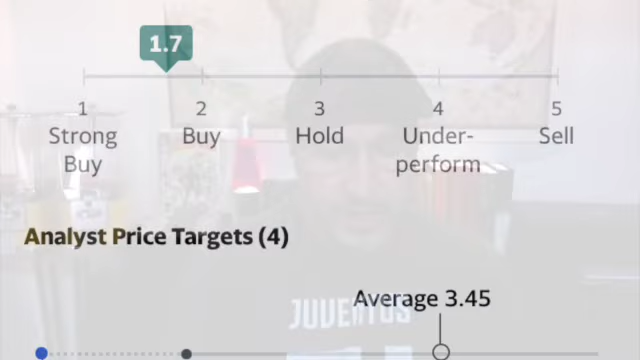 1.7
1 2 3 4 5
Strong Buy Hold Under- Sell
Buy perform
Analyst Price Targets (4)
Average 3.45
JUVENTUS